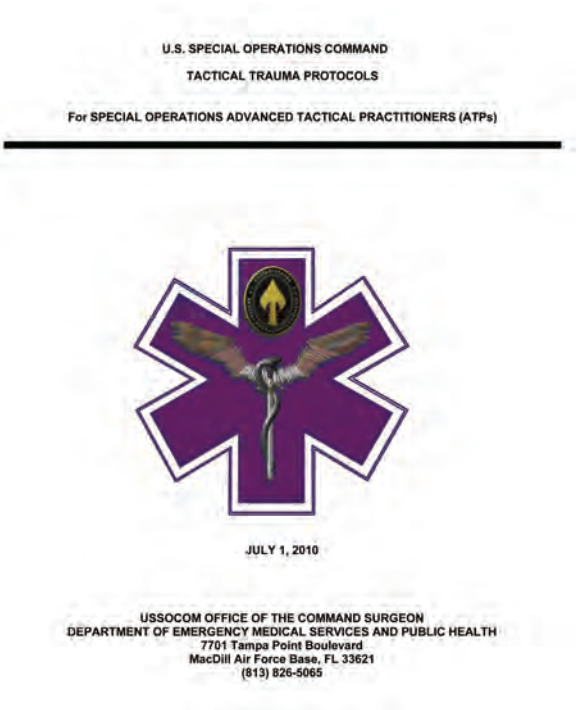 U.S. SPECIAL OPERATIONS COMMAND
TACTICAL TRAUMA PROTOCOLS
For SPECIAL OPERATIONS ADVANCED TACTICAL PRACTITIONERS (ATPs)
JULY 1, 2010
USSOCOM OFFICE OF THE COMMAND SURGEON
DEPARTMENT OF EMERGENCY MEDICAL SERVICES AND PUBLIC HEALTH
7701 Tampa Point Boulevard
MacDill Air Force Base, FL 33621
(813) 826-5065